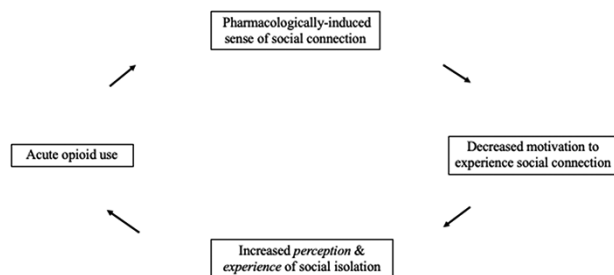 Pharmacologically-induced
sense of social connection
Acute opioid use
Decreased motivation to
experience social connection
Increased perception &
experience of social isolation